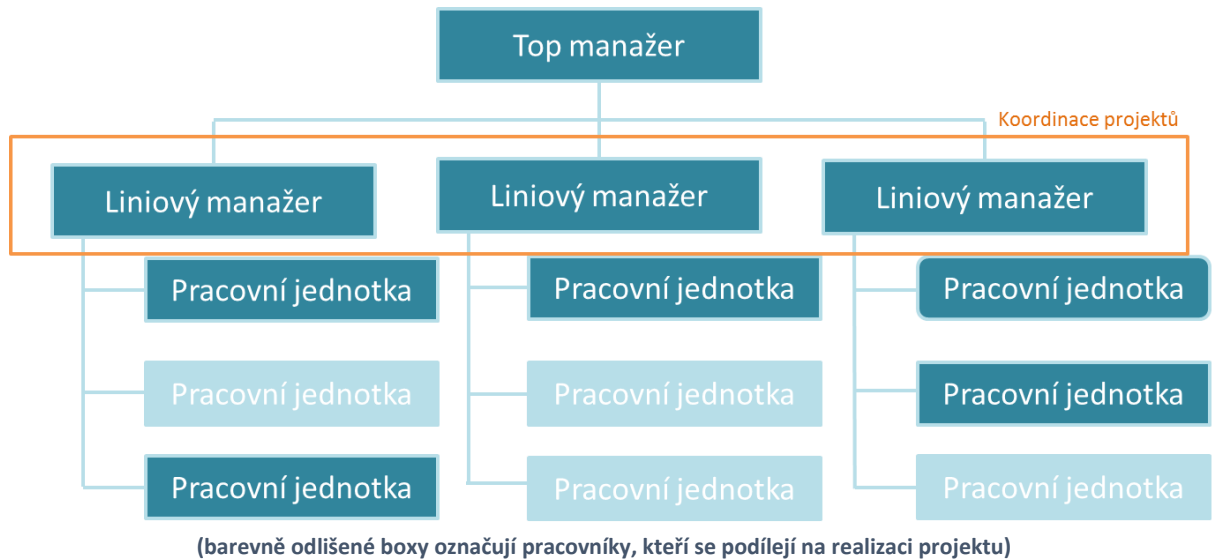 Top manažer
Koordinace projektů
Liniový manažer
Liniový manažer
Liniový manažer
Pracovní jednotka
Pracovní jednotka
Pracovní jednotka
Pracovní jednotka
Pracovní jednotka
Pracovní jednotka
Pracovní jednotka
Pracovní jednotka
Pracovní jednotka
(barevně odlišené boxy označují pracovníky, kteří se podílejí na realizaci projektu)